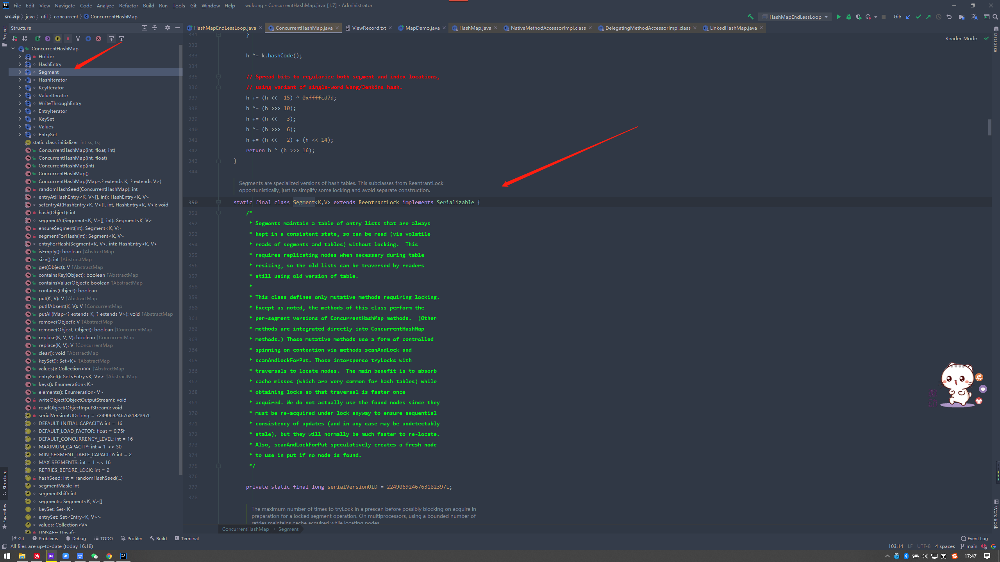 File Edit View Navigate Code Analyze Refactor Build Run Tools Git Window Help wukong - ConcurrentHashMap.java [1.7] - Administrator
src.zip java util concurrent ConcurrentHashMap
HashMapEndLessLoop Git:
Project
Structure
HashMapEndLessLoop.java ConcurrentHashMap.java ViewRecord.txt MapDemo.java HashMap.java NativeMethodAccessorImpl.class DelegatingMethodAccessorImpl.class LinkedHashMap.java
Database
Reader Mode
ConcurrentHashMap
Holder
HashEntry
Segment
HashIterator
KeyIterator
ValueIterator
WriteThroughEntry
EntryIterator
KeySet
Values
EntrySet
static class initializer int ss, ts;
ConcurrentHashMap(int, float, int)
ConcurrentHashMap(int, float)
ConcurrentHashMap(int)
ConcurrentHashMap()
ConcurrentHashMap(Map<? extends K, ? extends V>)
randomHashSeed(ConcurrentHashMap): int
entryAt(HashEntry<K, V>[], int): HashEntry<K, V>
setEntryAt(HashEntry<K, V>[], int, HashEntry<K, V>): void
hash(Object): int
segmentAt(Segment<K, V>[], int): Segment<K, V>
ensureSegment(int): Segment<K, V>
segmentForHash(int): Segment<K, V>
entryForHash(Segment<K, V>, int): HashEntry<K, V>
isEmpty(): boolean ↑AbstractMap
size(): int ↑AbstractMap
get(Object): V ↑AbstractMap
containsKey(Object): boolean ↑AbstractMap
containsValue(Object): boolean ↑AbstractMap
contains(Object): boolean
put(K, V): V ↑AbstractMap
putIfAbsent(K, V): V ↑ConcurrentMap
putAll(Map<? extends K, ? extends V>): void ↑AbstractMap
remove(Object): V ↑AbstractMap
remove(Object, Object): boolean ↑ConcurrentMap
replace(K, V, V): boolean ↑ConcurrentMap
replace(K, V): V ↑ConcurrentMap
clear(): void ↑AbstractMap
keySet(): Set<K> ↑AbstractMap
values(): Collection<V> ↑AbstractMap
entrySet(): Set<Entry<K, V>> ↑AbstractMap
keys(): Enumeration<K>
elements(): Enumeration<V>
writeObject(ObjectOutputStream): void
readObject(ObjectInputStream): void
serialVersionUID: long = 7249069246763182397L
DEFAULT_INITIAL_CAPACITY: int = 16
DEFAULT_LOAD_FACTOR: float = 0.75f
DEFAULT_CONCURRENCY_LEVEL: int = 16
MAXIMUM_CAPACITY: int = 1 << 30
MIN_SEGMENT_TABLE_CAPACITY: int = 2
MAX_SEGMENTS: int = 1 << 16
RETRIES_BEFORE_LOCK: int = 2
hashSeed: int = randomHashSeed(...)
segmentMask: int
segmentShift: int
segments: Segment<K, V>[]
keySet: Set<K>
entrySet: Set<Entry<K, V>>
values: Collection<V>
UNSAFE: Unsafe
Structure
Favorites
331 }
332
333 h ^= k.hashCode();
334
335 // Spread bits to regularize both segment and index locations,
336 // using variant of single-word Wang/Jenkins hash.
337 h += (h << 15) ^ 0xffffcd7d;
338 h ^= (h >>> 10);
339 h += (h << 3);
340 h ^= (h >>> 6);
341 h += (h << 2) + (h << 14);
342 return h ^ (h >>> 16);
343 }
344
Segments are specialized versions of hash tables. This subclasses from ReentrantLock
opportunistically, just to simplify some locking and avoid separate construction.
350 static final class Segment<K,V> extends ReentrantLock implements Serializable {
351 /*
352 * Segments maintain a table of entry lists that are always
353 * kept in a consistent state, so can be read (via volatile
354 * reads of segments and tables) without locking. This
355 * requires replicating nodes when necessary during table
356 * resizing, so the old lists can be traversed by readers
357 * still using old version of table.
358 *
359 * This class defines only mutative methods requiring locking.
360 * Except as noted, the methods of this class perform the
361 * per-segment versions of ConcurrentHashMap methods. (Other
362 * methods are integrated directly into ConcurrentHashMap
363 * methods.) These mutative methods use a form of controlled
364 * spinning on contention via methods scanAndLock and
365 * scanAndLockForPut. These intersperse tryLocks with
366 * traversals to locate nodes. The main benefit is to absorb
367 * cache misses (which are very common for hash tables) while
368 * obtaining locks so that traversal is faster once
369 * acquired. We do not actually use the found nodes since they
370 * must be re-acquired under lock anyway to ensure sequential
371 * consistency of updates (and in any case may be undetectably
372 * stale), but they will normally be much faster to re-locate.
373 * Also, scanAndLockForPut speculatively creates a fresh node
374 * to use in put if no node is found.
375 */
376
377 private static final long serialVersionUID = 2249069246763182397L;
378
The maximum number of times to tryLock in a prescan before possibly blocking on acquire in
preparation for a locked segment operation. On multiprocessors, using a bounded number of
retries maintains cache acquired while locating nodes.
英
Word Book
ConcurrentHashMap Segment
Git Problems Debug TODO Profiler Build Terminal Event Log
All files are up-to-date (today 16:18) 103:14 LF UTF-8 4 spaces main
英 17:47